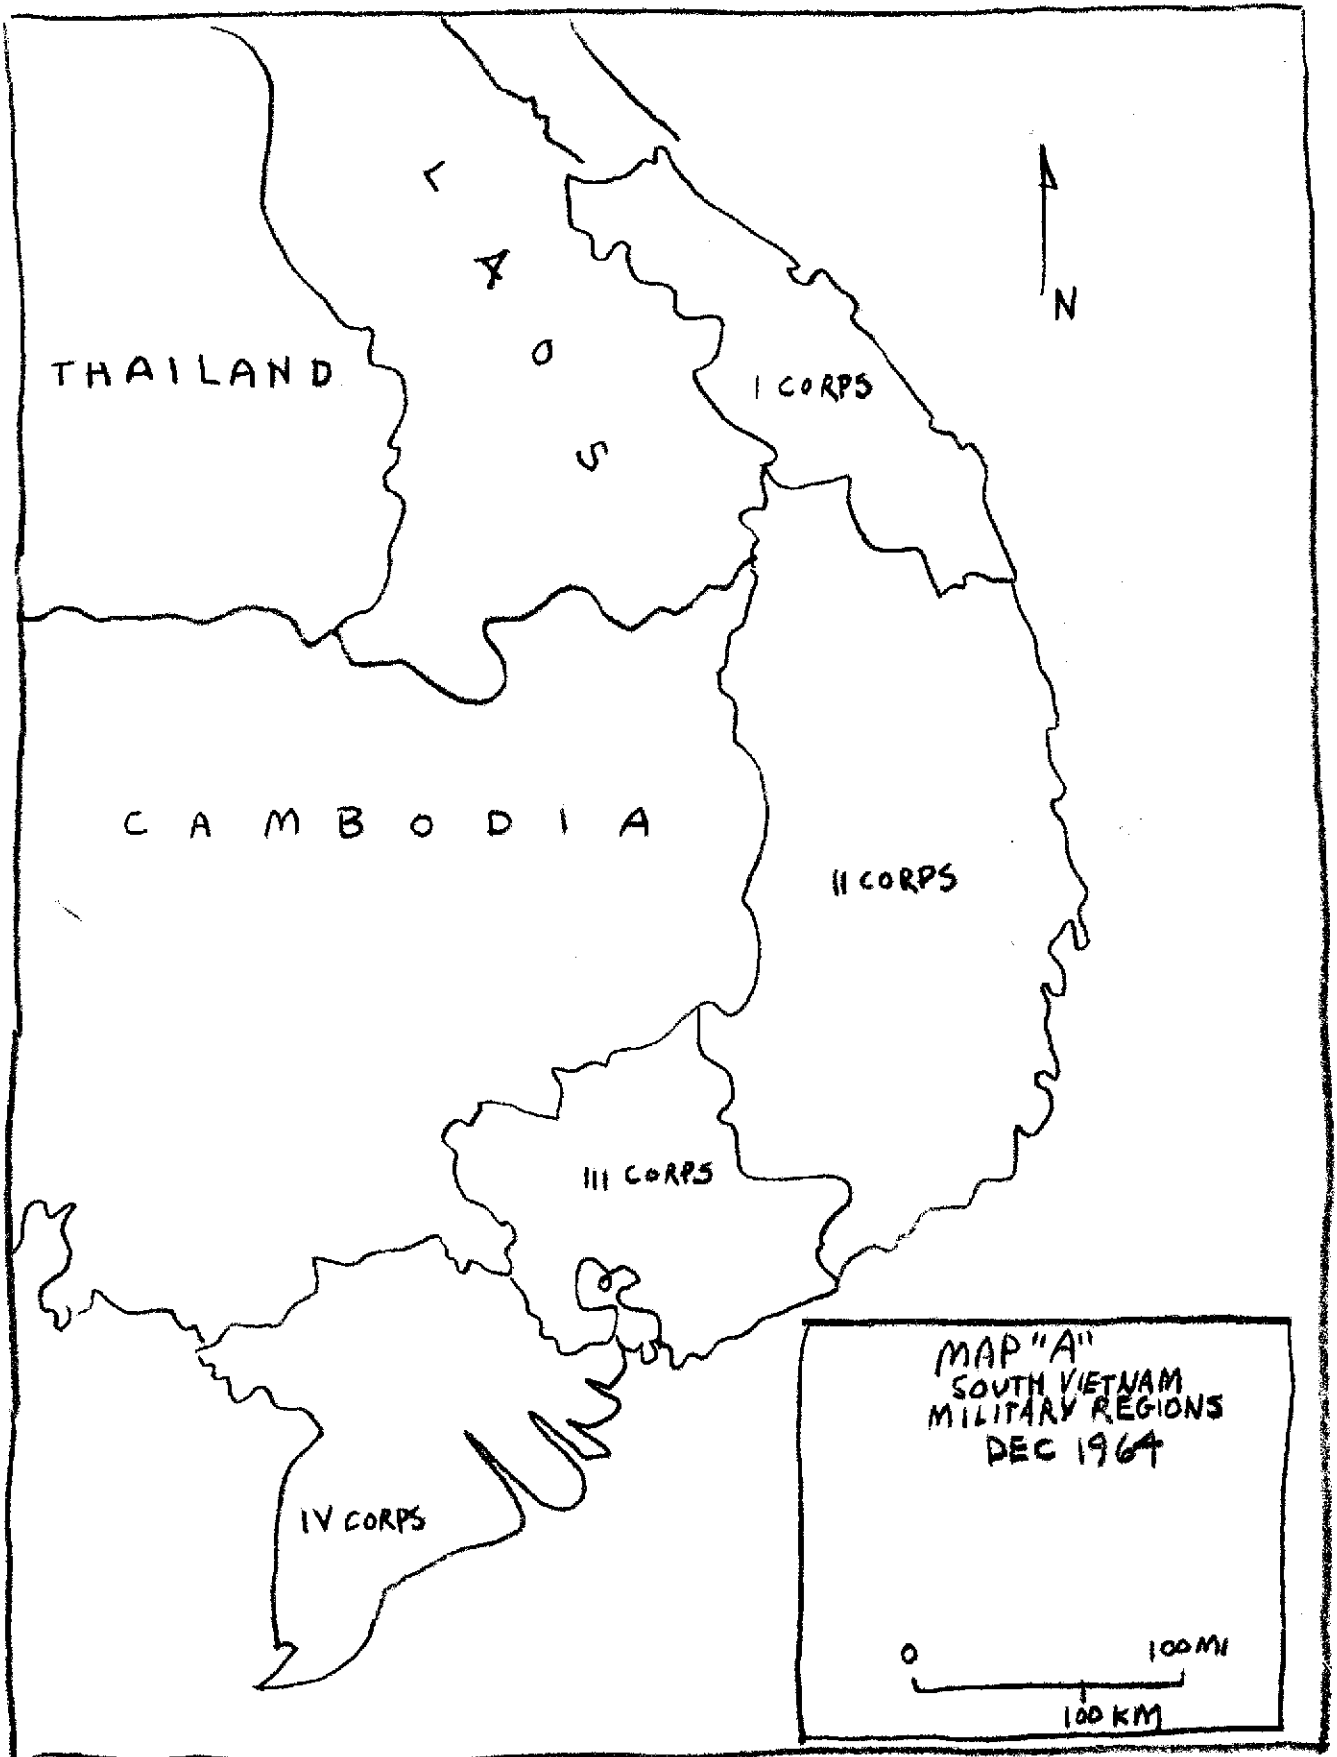 LAOS
N
THAILAND
I CORPS
CAMBODIA
II CORPS
III CORPS
IV CORPS
MAP "A"
SOUTH VIETNAM
MILITARY REGIONS
DEC 1964
0 100 MI
100 KM